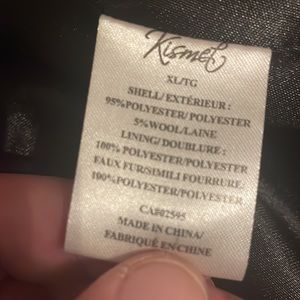 Kismet
XL/TG
SHELL/EXTÉRIEUR:
95%POLYESTER/POLYESTER
5%WOOL/LAINE
LINING/DOUBLURE:
100% POLYESTER/POLYESTER
FAUX FUR/SIMILI FOURRURE:
100%POLYESTER/POLYESTER
CA#02595
MADE IN CHINA/
FABRIQUÉ EN CHINE